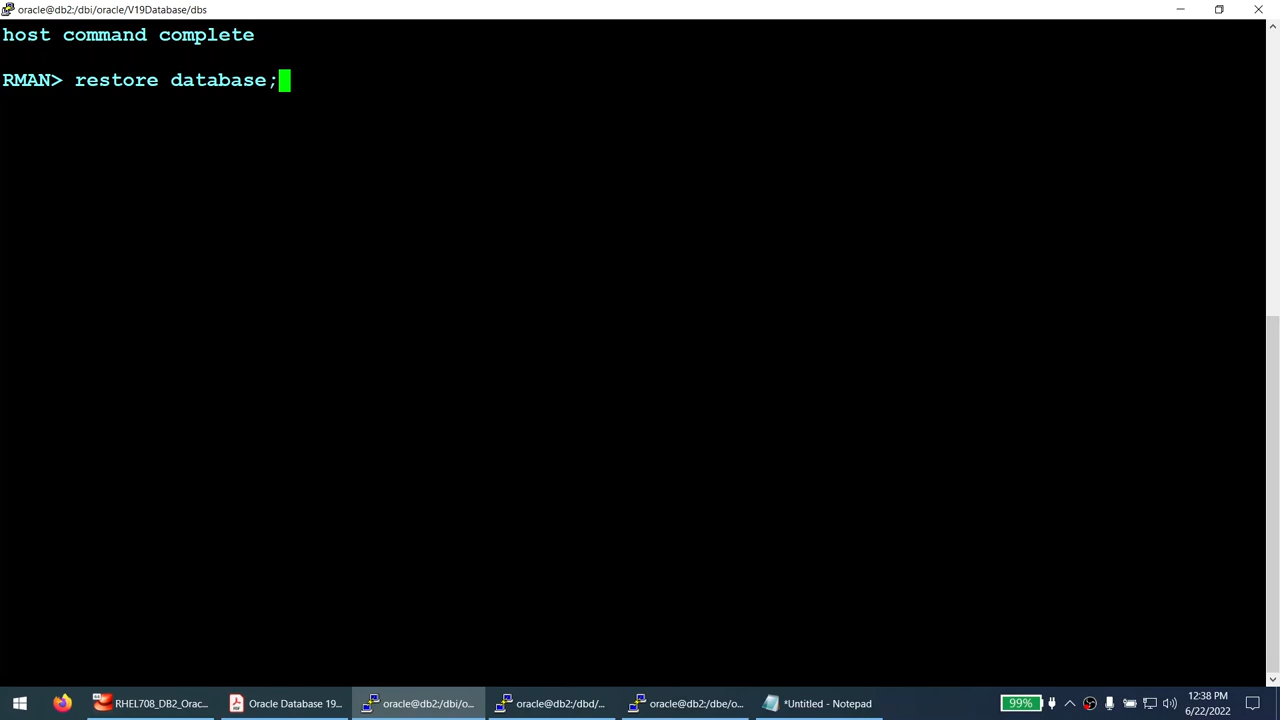 oracle@db2:/dbi/oracle/V19Database/dbs
host command complete
RMAN> restore database;
RHEL708_DB2_Orac...
Oracle Database 19...
oracle@db2:/dbi/o...
oracle@db2:/dbd/...
oracle@db2:/dbe/o...
*Untitled - Notepad
99%
12:38 PM
6/22/2022